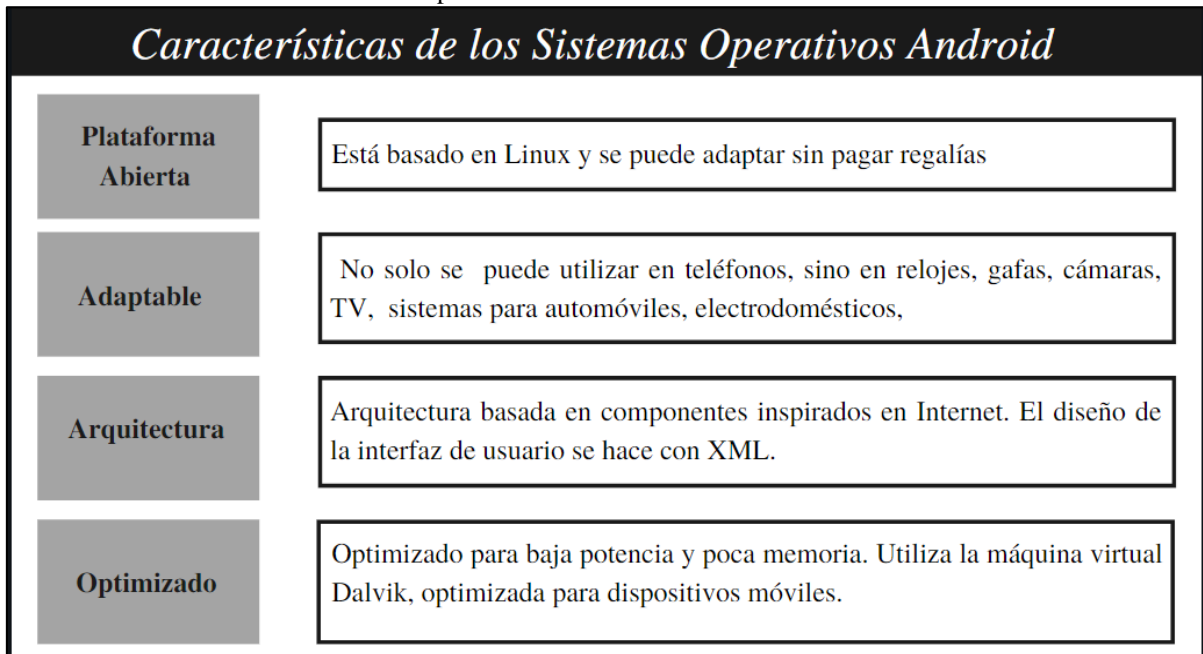 Características de los Sistemas Operativos Android
Plataforma
Abierta
Está basado en Linux y se puede adaptar sin pagar regalías
Adaptable
No solo se puede utilizar en teléfonos, sino en relojes, gafas, cámaras,
TV, sistemas para automóviles, electrodomésticos,
Arquitectura
Arquitectura basada en componentes inspirados en Internet. El diseño de
la interfaz de usuario se hace con XML.
Optimizado
Optimizado para baja potencia y poca memoria. Utiliza la máquina virtual
Dalvik, optimizada para dispositivos móviles.